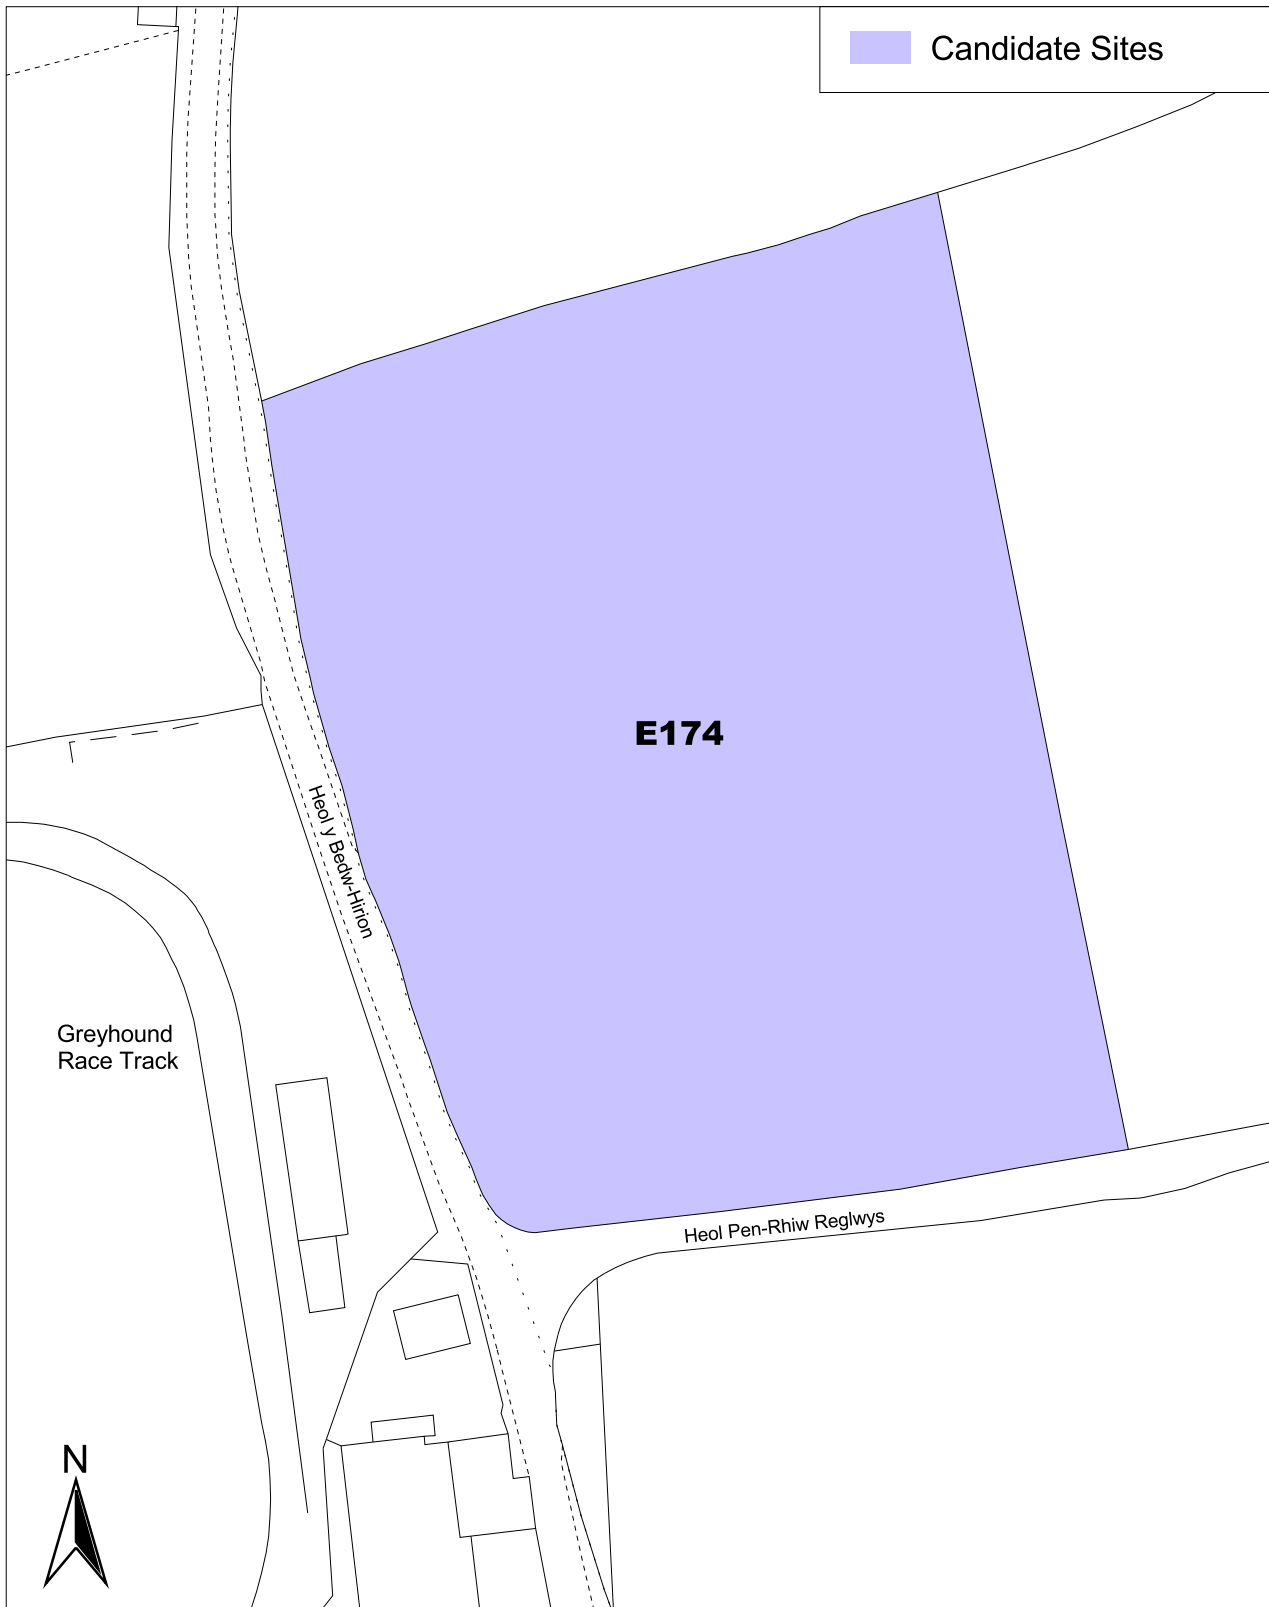 Candidate Sites
E174
Heol y Bedw-Hirion
Greyhound
Race Track
Heol Pen-Rhiw Reglwys
N